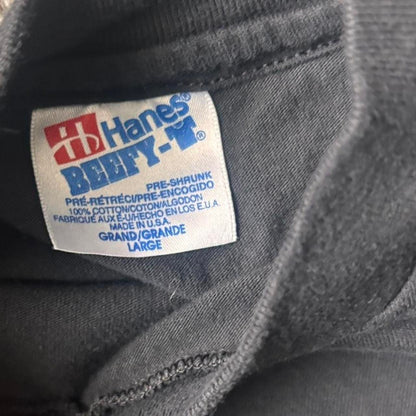 Hanes®
BEEFY-T®
PRE-SHRUNK
PRE-RÉTRÉCI/PRE-ENCOGIDO
100% COTTON/COTON/ALGODON
FABRIQUÉ AUX É-U/HECHO EN LOS E.U.A.
MADE IN U.S.A.
GRAND/GRANDE
LARGE